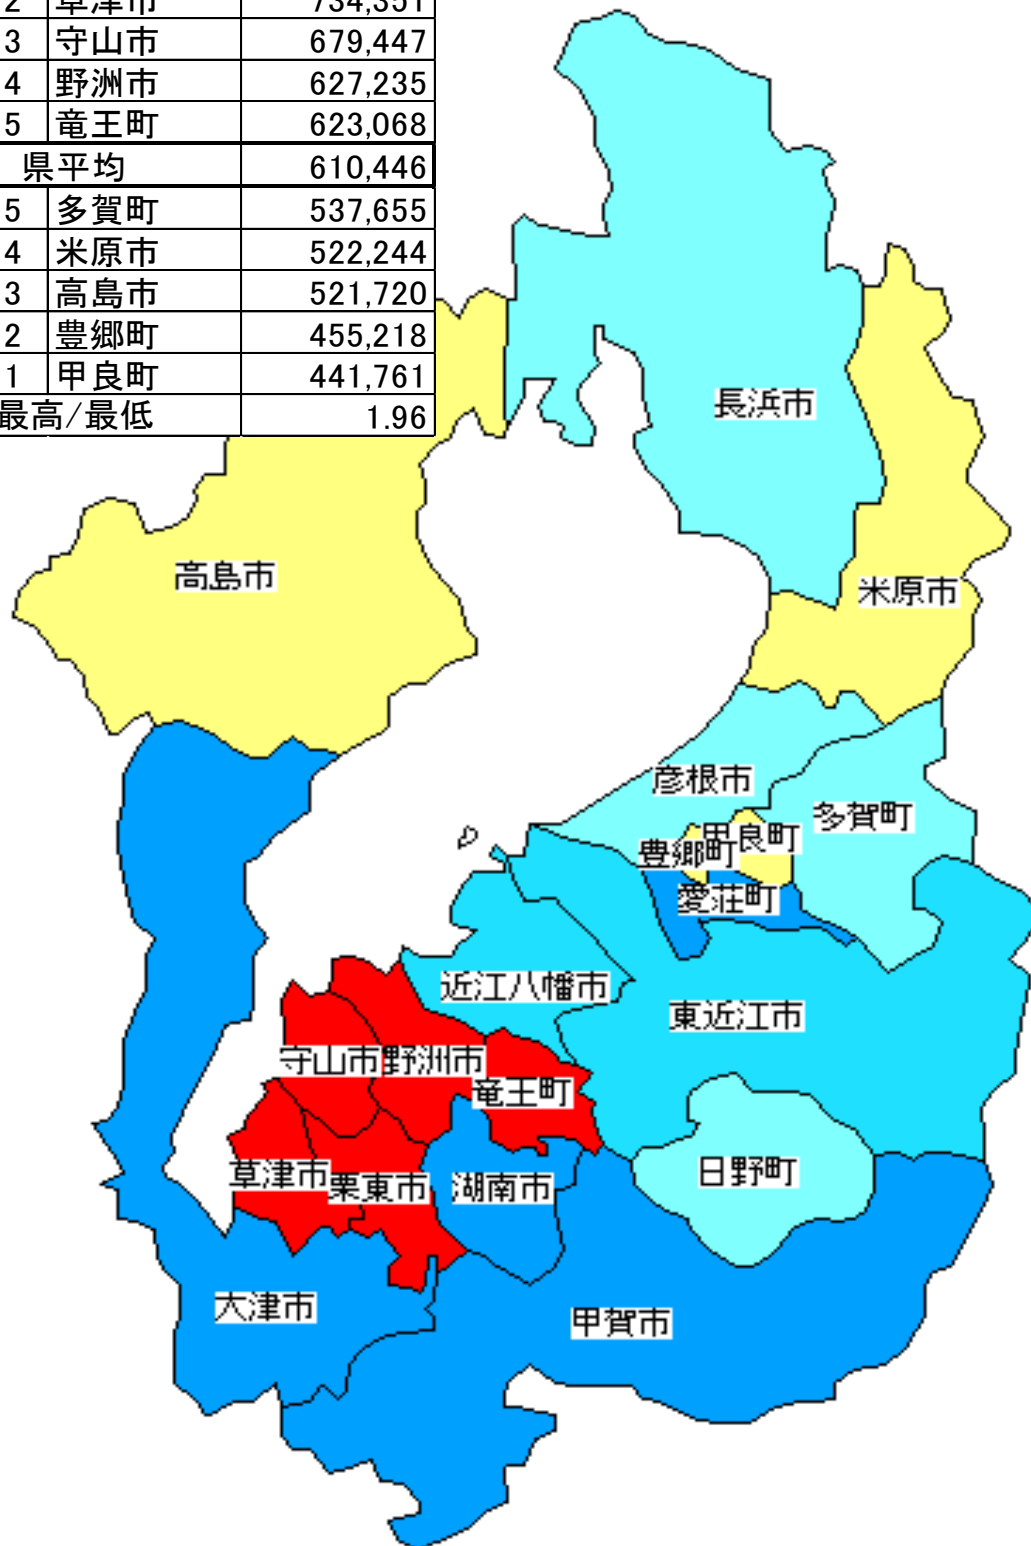 2 草津市 734,351
3 守山市 679,447
4 野洲市 627,235
5 竜王町 623,068
県平均 610,446
5 多賀町 537,655
4 米原市 522,244
3 高島市 521,720
2 豊郷町 455,218
1 甲良町 441,761
最高/最低 1.96
長浜市
高島市
米原市
彦根市
多賀町
甲良町
豊郷町
愛荘町
近江八幡市
東近江市
守山市
野洲市
竜王町
日野町
草津市
栗東市
湖南市
大津市
甲賀市